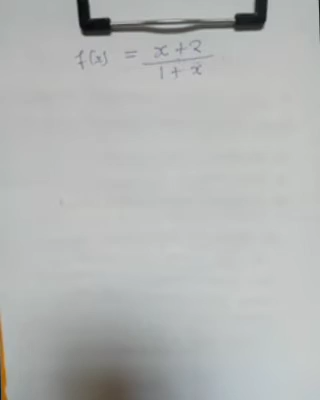 f(x) = x+2 / 1+x